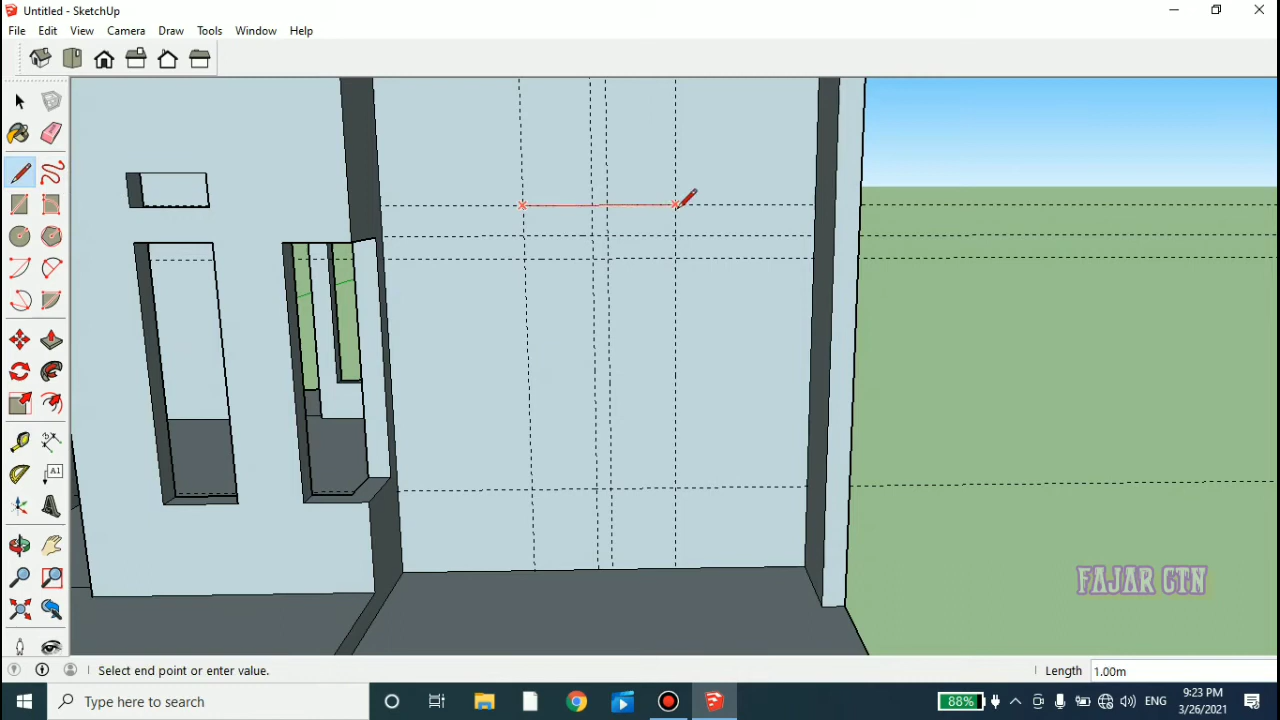 Untitled - SketchUp
File Edit View Camera Draw Tools Window Help
A1
FAJAR CTN
Select end point or enter value.
Length 1.00m
Type here to search
88%
ENG
9:23 PM
3/26/2021